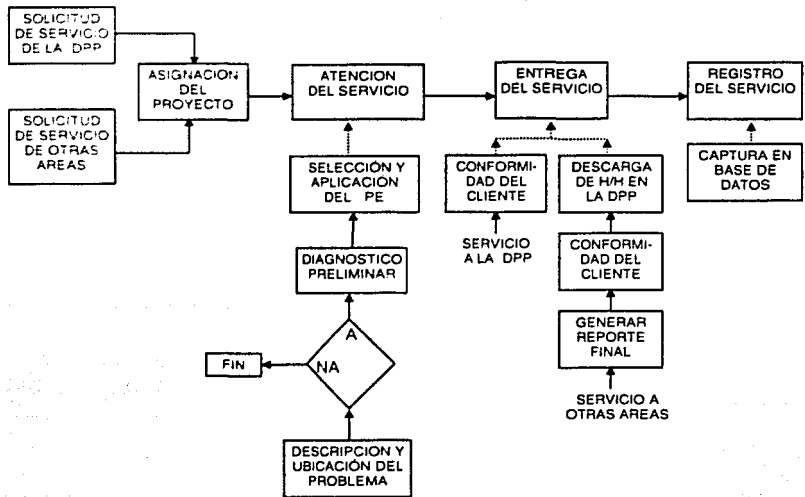 SOLICITUD
DE SERVICIO
DE LA DPP
SOLICITUD
DE SERVICIO
DE OTRAS
AREAS
ASIGNACION
DEL
PROYECTO
ATENCION
DEL SERVICIO
ENTREGA
DEL SERVICIO
REGISTRO
DEL SERVICIO
SELECCIÓN Y
APLICACIÓN
DEL PE
CONFORMI-
DAD DEL
CLIENTE
DESCARGA
DE H/H EN
LA DPP
CAPTURA EN
BASE DE
DATOS
SERVICIO
A LA DPP
DIAGNOSTICO
PRELIMINAR
CONFORMI-
DAD DEL
CLIENTE
A
NA
FIN
GENERAR
REPORTE
FINAL
SERVICIO A
OTRAS AREAS
DESCRIPCION Y
UBICACIÓN DEL
PROBLEMA